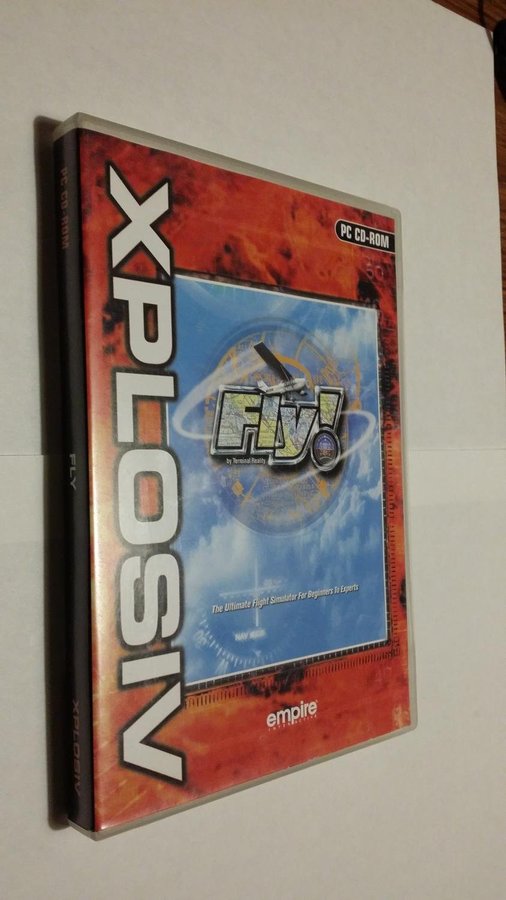 PC CD-ROM
FLY
XPLOSIV
XPLOSIV
PC CD-ROM
Fly!
by Terminal Reality
The Ultimate Flight Simulator For Beginners To Experts
empire
INTERACTIVE